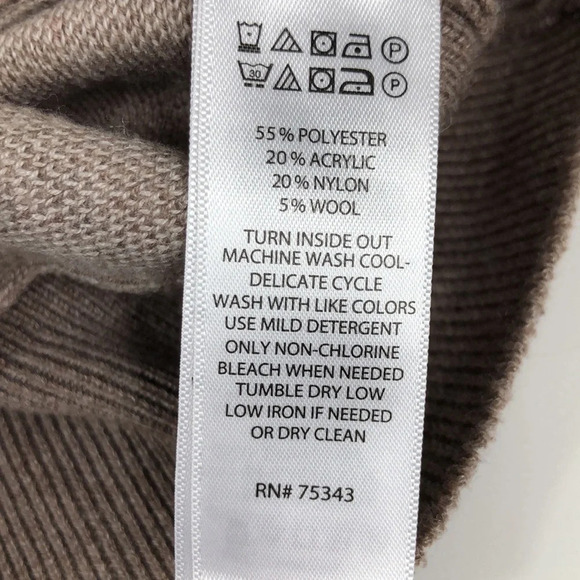 P
30 P
55% POLYESTER
20% ACRYLIC
20% NYLON
5% WOOL
TURN INSIDE OUT
MACHINE WASH COOL-
DELICATE CYCLE
WASH WITH LIKE COLORS
USE MILD DETERGENT
ONLY NON-CHLORINE
BLEACH WHEN NEEDED
TUMBLE DRY LOW
LOW IRON IF NEEDED
OR DRY CLEAN
RN# 75343